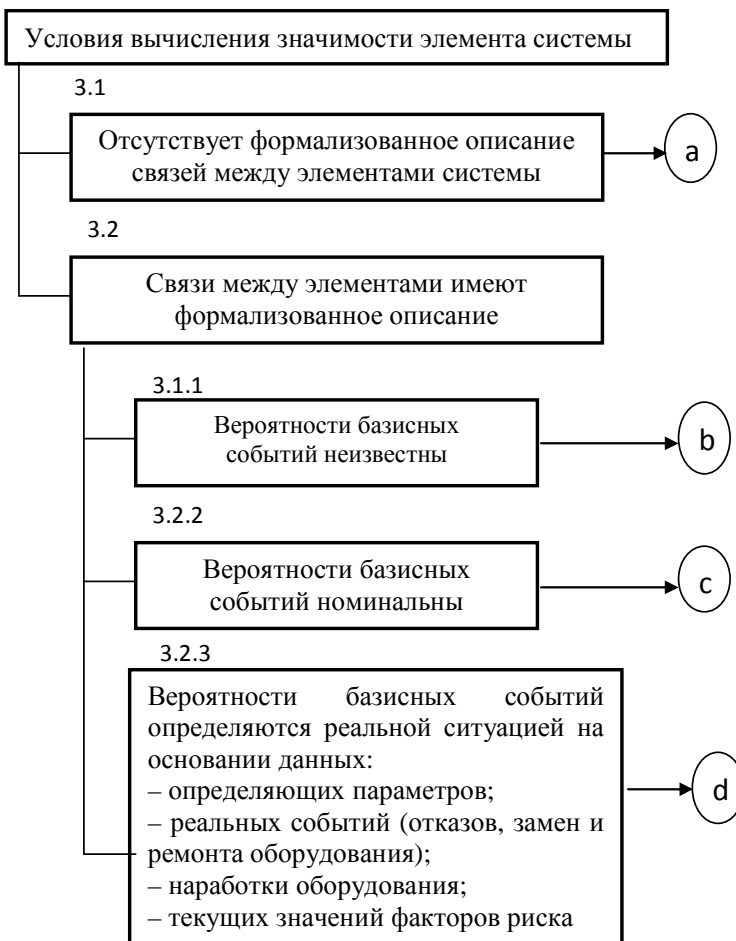 Условия вычисления значимости элемента системы
3.1
Отсутствует формализованное описание
связей между элементами системы
a
3.2
Связи между элементами имеют
формализованное описание
3.1.1
Вероятности базисных
событий неизвестны
b
3.2.2
Вероятности базисных
событий номинальны
c
3.2.3
Вероятности базисных событий
определяются реальной ситуацией на
основании данных:
– определяющих параметров;
– реальных событий (отказов, замен и
ремонта оборудования);
– наработки оборудования;
– текущих значений факторов риска
d